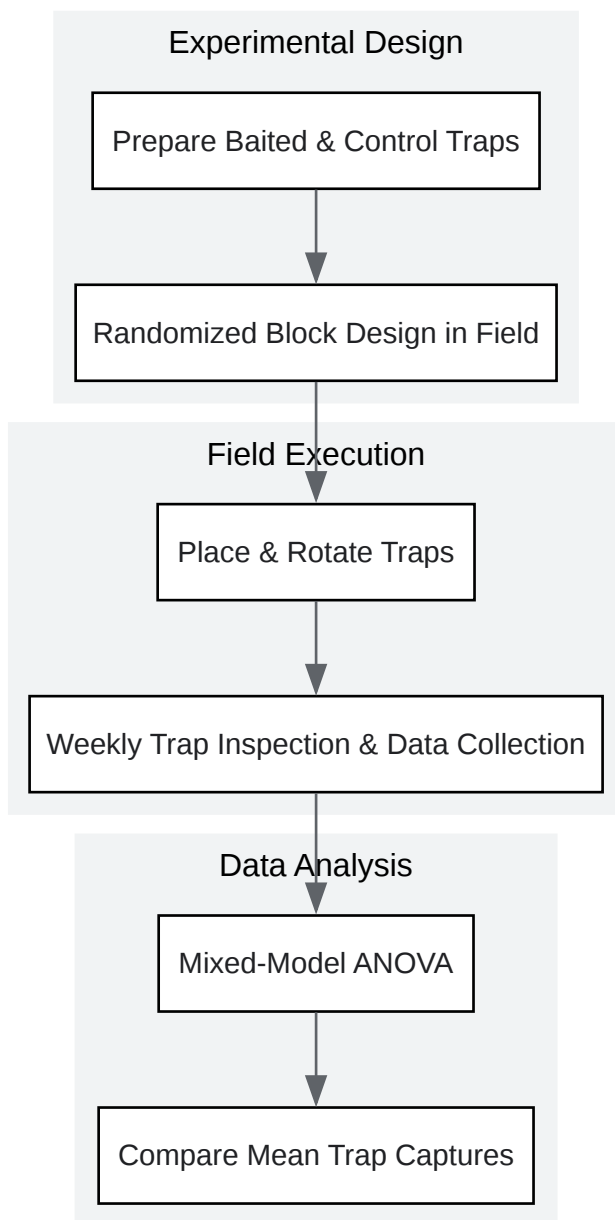 Experimental Design
Prepare Baited & Control Traps
Randomized Block Design in Field
Field Execution
Place & Rotate Traps
Weekly Trap Inspection & Data Collection
Data Analysis
Mixed-Model ANOVA
Compare Mean Trap Captures